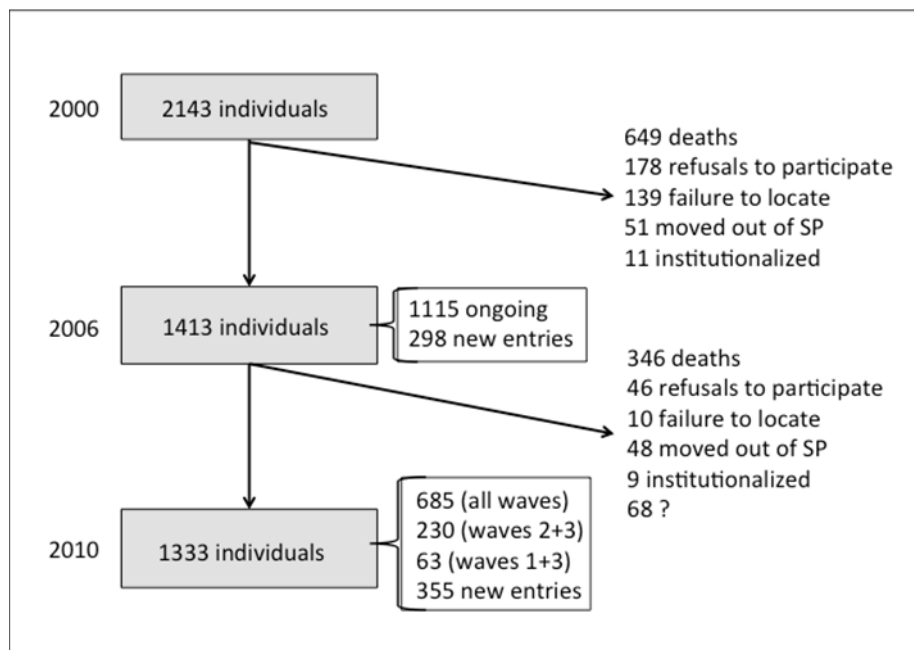 2000
2143 individuals
649 deaths
178 refusals to participate
139 failure to locate
51 moved out of SP
11 institutionalized
2006
1413 individuals
1115 ongoing
298 new entries
346 deaths
46 refusals to participate
10 failure to locate
48 moved out of SP
9 institutionalized
68 ?
2010
1333 individuals
685 (all waves)
230 (waves 2+3)
63 (waves 1+3)
355 new entries